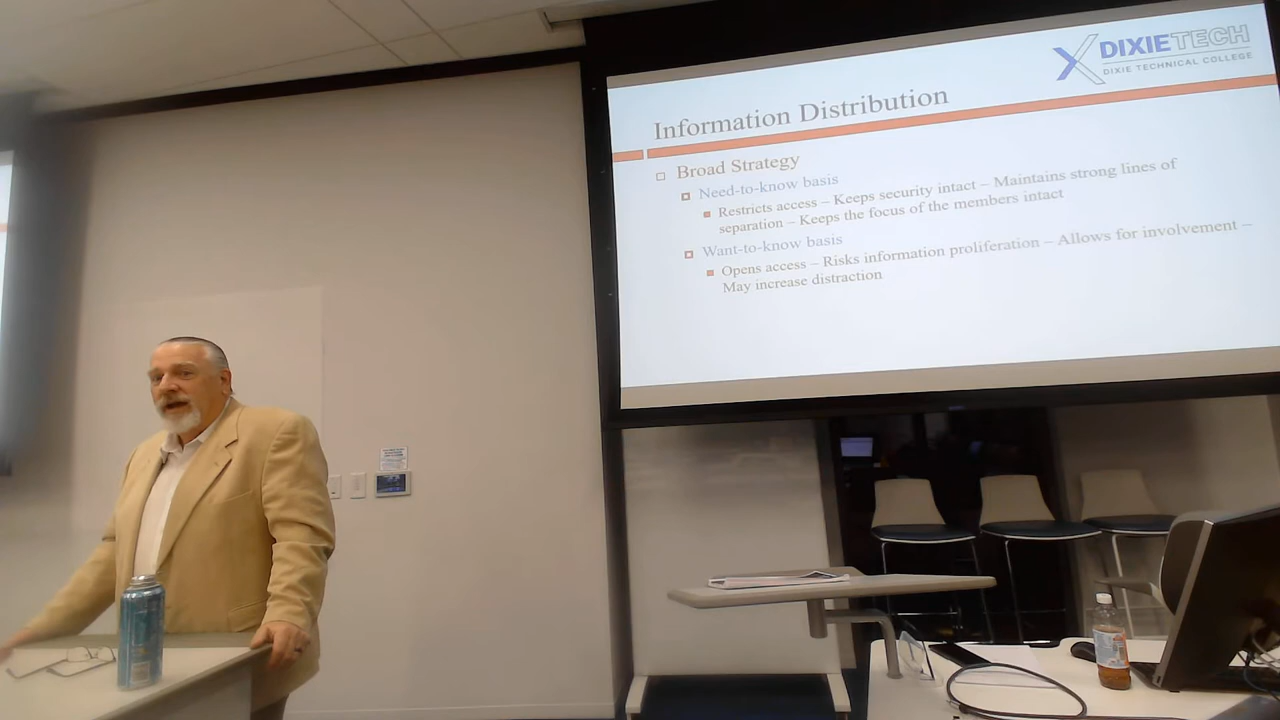 DIXIETECH
DIXIE TECHNICAL COLLEGE
Information Distribution
Broad Strategy
Need-to-know basis
Restricts access – Keeps security intact – Maintains strong lines of
separation – Keeps the focus of the members intact
Want-to-know basis
Opens access – Risks information proliferation – Allows for involvement –
May increase distraction